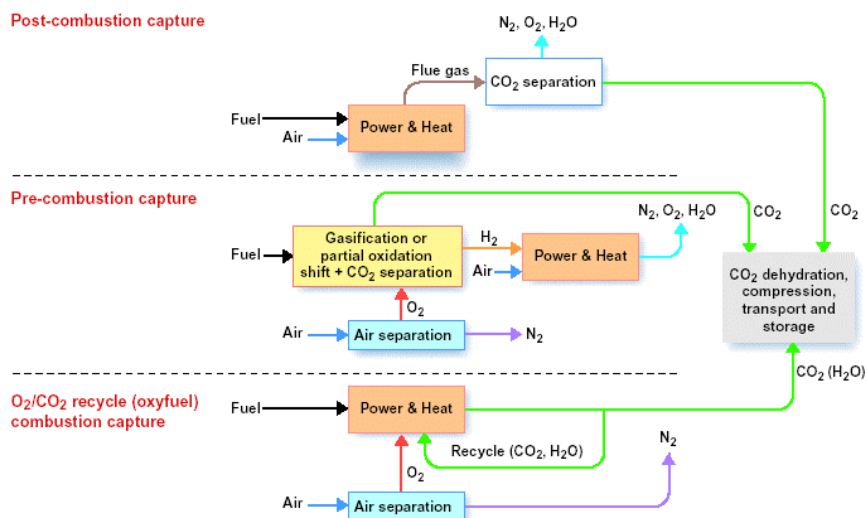 Post-combustion capture
N₂, O₂, H₂O
Flue gas
CO₂ separation
Fuel
Air
Power & Heat
CO₂
Pre-combustion capture
N₂, O₂, H₂O
CO₂
Fuel
Gasification or
partial oxidation
shift + CO₂ separation
H₂
Air
Power & Heat
CO₂ dehydration,
compression,
transport and
storage
O₂
Air
Air separation
N₂
CO₂ (H₂O)
O₂/CO₂ recycle (oxyfuel)
combustion capture
Fuel
Power & Heat
Recycle (CO₂, H₂O)
N₂
O₂
Air
Air separation